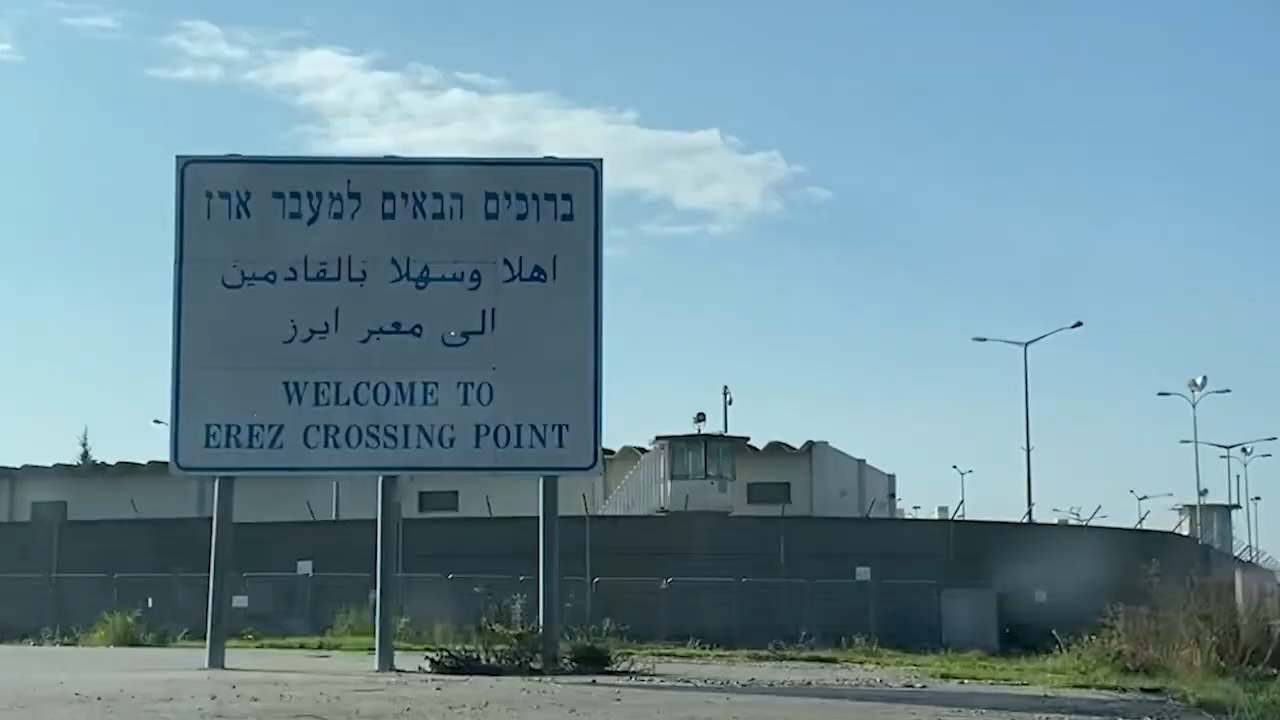 ברוכים הבאים למעבר ארז
اهلا وسهلا بالقادمين
الى معبر ايرز
WELCOME TO
EREZ CROSSING POINT